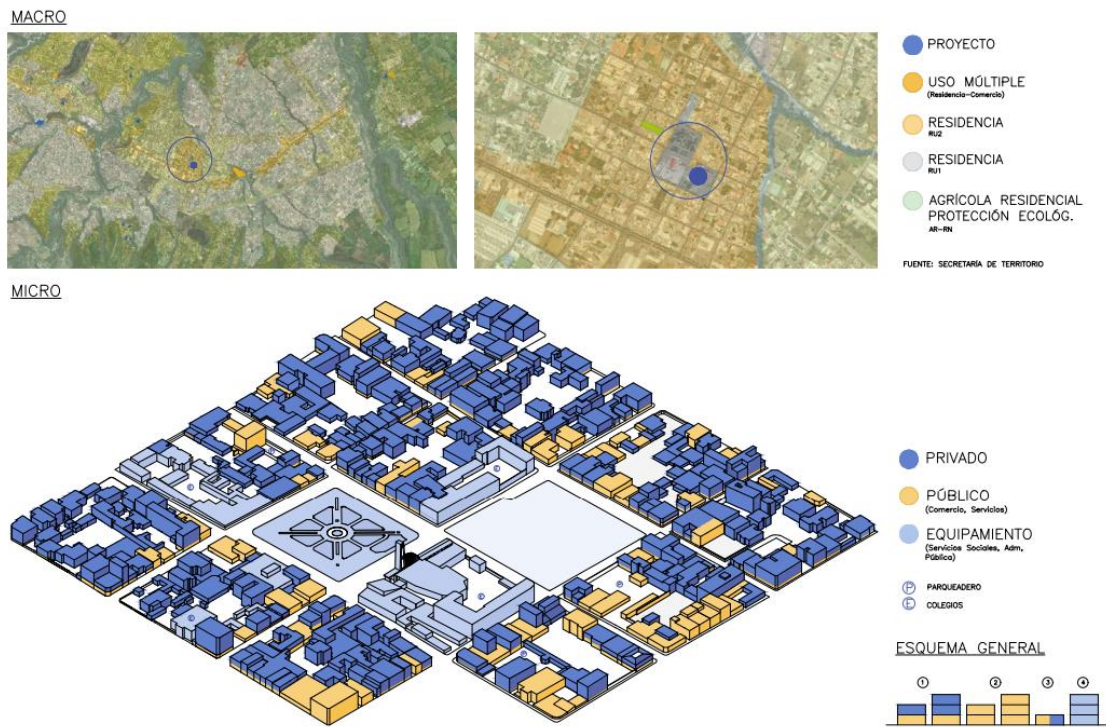 MACRO
PROYECTO
USO MÚLTIPLE
(Residencia-Comercio)
RESIDENCIA
RU2
RESIDENCIA
RU1
AGRÍCOLA RESIDENCIAL
PROTECCIÓN ECOLÓG.
AR-RN
FUENTE: SECRETARÍA DE TERRITORIO
MICRO
PRIVADO
PÚBLICO
(Comercio, Servicios)
EQUIPAMIENTO
(Servicios Sociales, Adm,
Pública)
P PARQUEADERO
E COLEGIOS
ESQUEMA GENERAL
1 2 3 4